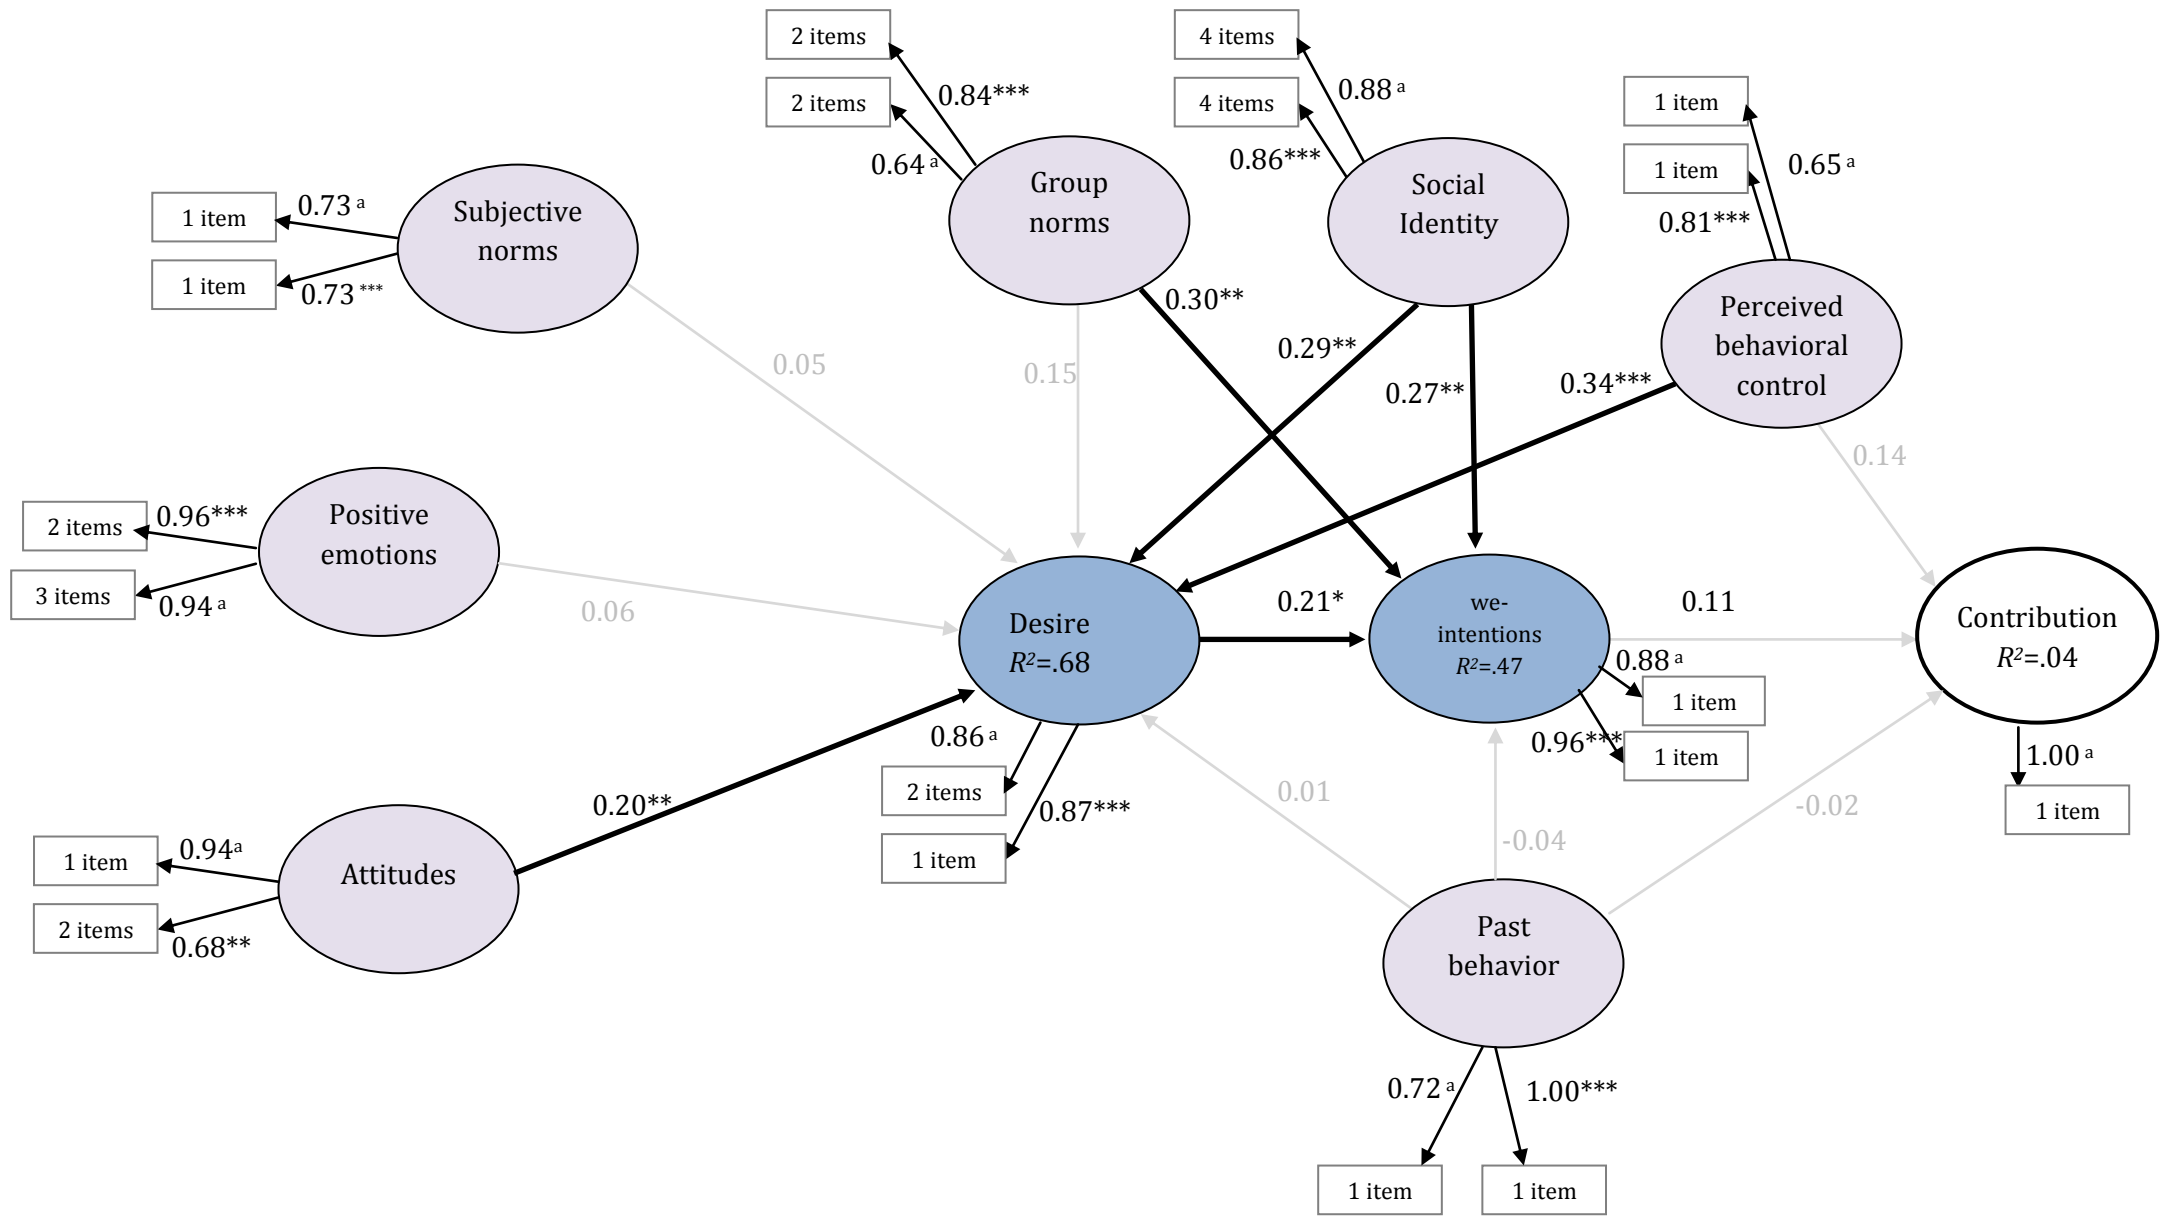 2 items
2 items
0.84***
0.64 a
Group
norms
4 items
4 items
0.88 a
0.86***
Social
Identity
1 item
1 item
0.65 a
0.81***
Perceived
behavioral
control
1 item
1 item
0.73 a
0.73 ***
Subjective
norms
0.05
0.15
0.30**
0.29**
0.27**
0.34***
0.14
2 items
3 items
0.96***
0.94 a
Positive
emotions
0.06
Desire
R²=.68
0.21*
we-
intentions
R²=.47
0.11
Contribution
R²=.04
0.88 a
1 item
0.96***
1 item
1.00 a
1 item
0.86 a
2 items
0.87***
1 item
1 item
2 items
0.94a
0.68**
Attitudes
0.20**
0.01
-0.04
-0.02
Past
behavior
0.72 a
1.00***
1 item
1 item